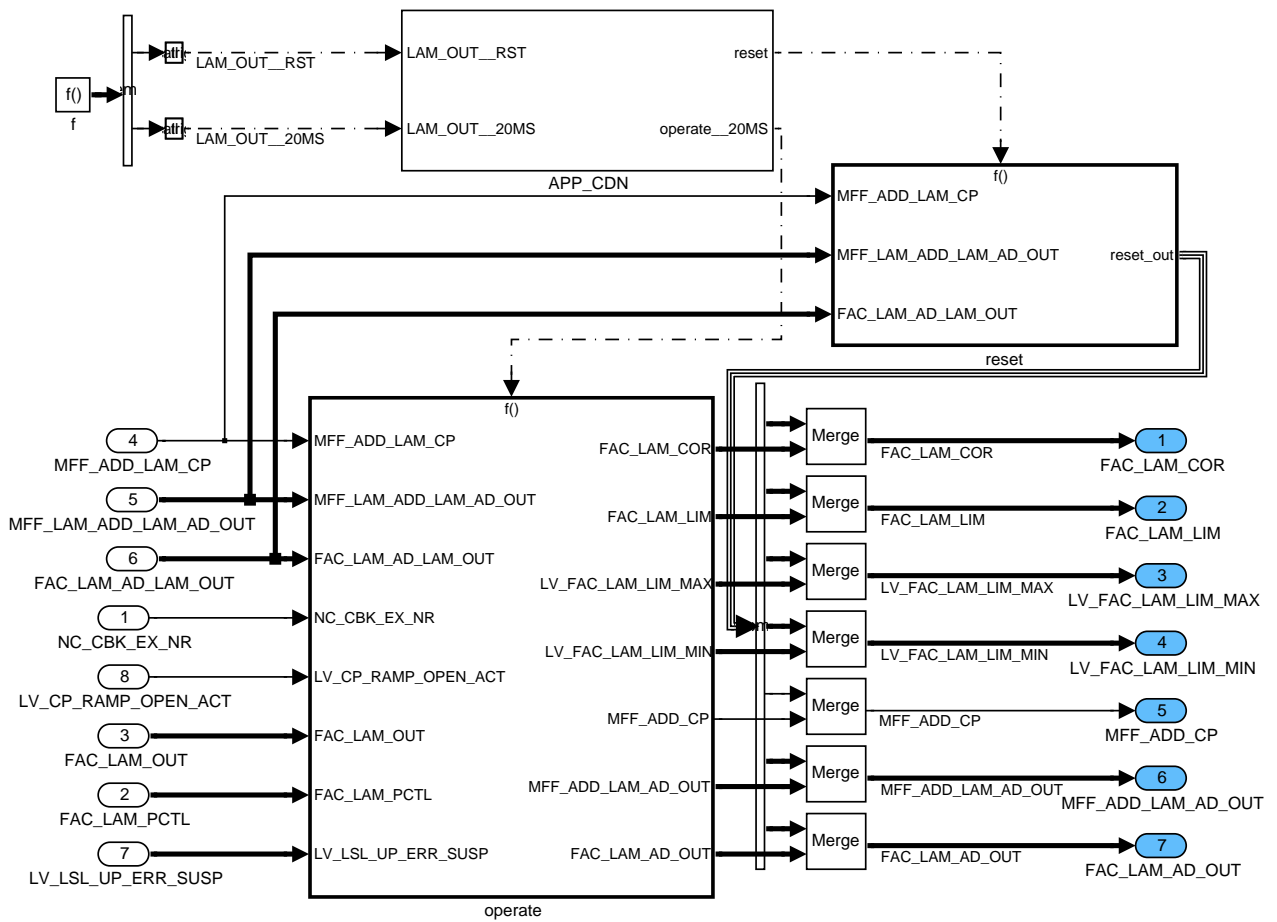 f()
f
em
ath
LAM_OUT__RST
ath
LAM_OUT__20MS
LAM_OUT__RST
LAM_OUT__20MS
reset
operate__20MS
APP_CDN
f()
MFF_ADD_LAM_CP
MFF_LAM_ADD_LAM_AD_OUT
FAC_LAM_AD_LAM_OUT
reset_out
reset
4
MFF_ADD_LAM_CP
5
MFF_LAM_ADD_LAM_AD_OUT
6
FAC_LAM_AD_LAM_OUT
1
NC_CBK_EX_NR
8
LV_CP_RAMP_OPEN_ACT
3
FAC_LAM_OUT
2
FAC_LAM_PCTL
7
LV_LSL_UP_ERR_SUSP
f()
MFF_ADD_LAM_CP
MFF_LAM_ADD_LAM_AD_OUT
FAC_LAM_AD_LAM_OUT
NC_CBK_EX_NR
LV_CP_RAMP_OPEN_ACT
FAC_LAM_OUT
FAC_LAM_PCTL
LV_LSL_UP_ERR_SUSP
FAC_LAM_COR
FAC_LAM_LIM
LV_FAC_LAM_LIM_MAX
LV_FAC_LAM_LIM_MIN
MFF_ADD_CP
MFF_ADD_LAM_AD_OUT
FAC_LAM_AD_OUT
operate
Merge
FAC_LAM_COR
1
FAC_LAM_COR
Merge
FAC_LAM_LIM
2
FAC_LAM_LIM
Merge
LV_FAC_LAM_LIM_MAX
3
LV_FAC_LAM_LIM_MAX
Merge
LV_FAC_LAM_LIM_MIN
4
LV_FAC_LAM_LIM_MIN
Merge
MFF_ADD_CP
5
MFF_ADD_CP
Merge
MFF_ADD_LAM_AD_OUT
6
MFF_ADD_LAM_AD_OUT
Merge
FAC_LAM_AD_OUT
7
FAC_LAM_AD_OUT